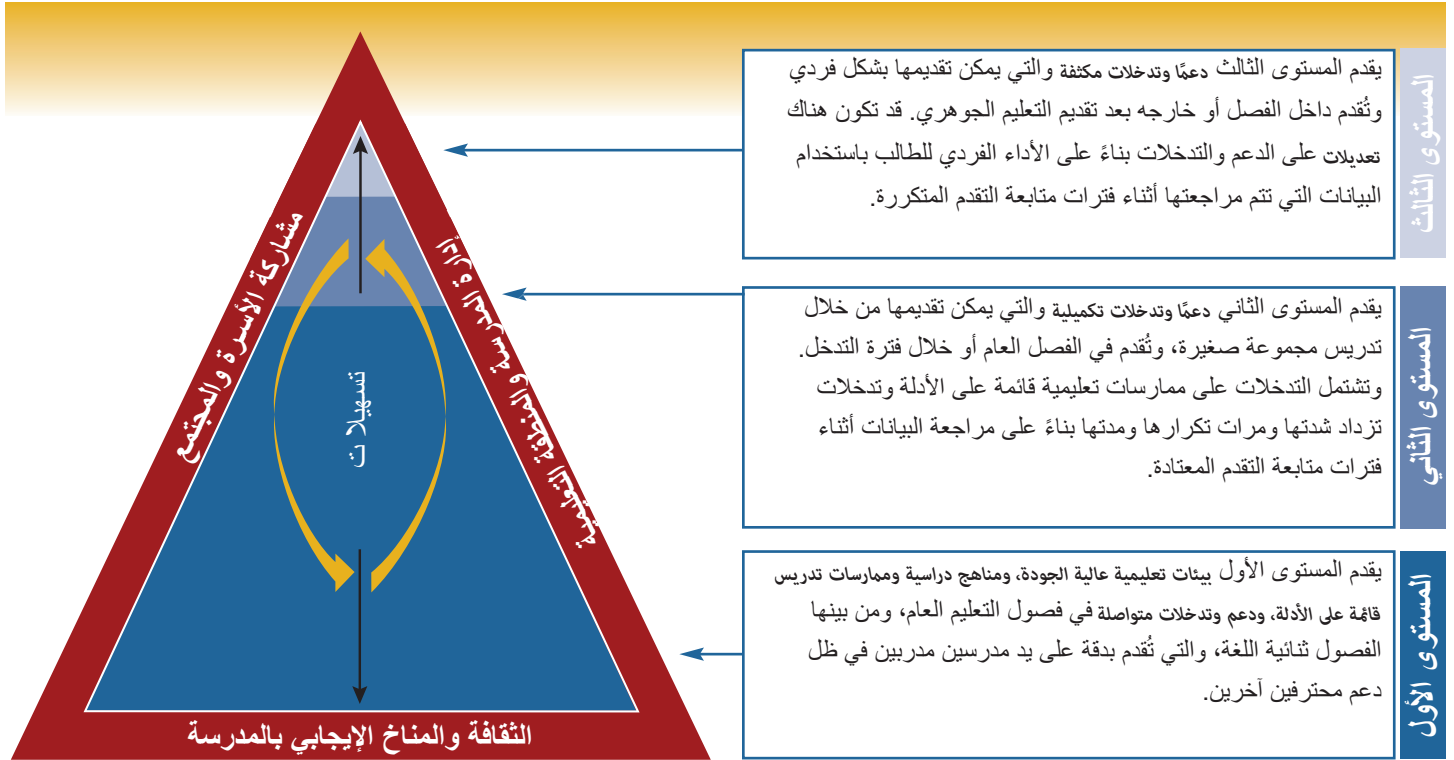 المستوى الثالث
يقدم المستوى الثالث دعمًا وتدخلات مكثفة والتي يمكن تقديمها بشكل فردي
وتُقدم داخل الفصل أو خارجه بعد تقديم التعليم الجوهري. قد تكون هناك
تعديلات على الدعم والتدخلات بناءً على الأداء الفردي للطالب باستخدام
البيانات التي تتم مراجعتها أثناء فترات متابعة التقدم المتكررة.
المستوى الثاني
يقدم المستوى الثاني دعمًا وتدخلات تكميلية والتي يمكن تقديمها من خلال
تدريس مجموعة صغيرة، وتُقدم في الفصل العام أو خلال فترة التدخل.
وتشتمل التدخلات على ممارسات تعليمية قائمة على الأدلة وتدخلات
تزداد شدتها ومرات تكرارها ومدتها بناءً على مراجعة البيانات أثناء
فترات متابعة التقدم المعتادة.
المستوى الأول
يقدم المستوى الأول بيئات تعليمية عالية الجودة، ومناهج دراسية وممارسات تدريس
قائمة على الأدلة، ودعم وتدخلات متواصلة في فصول التعليم العام، ومن بينها
الفصول ثنائية اللغة، والتي تُقدم بدقة على يد مدرسين مدربين في ظل
دعم محترفين آخرين.
إدارة المدرسة والمنطقة التعليمية
تسهيلات
مشاركة الأسرة والمجتمع
الثقافة والمناخ الإيجابي بالمدرسة